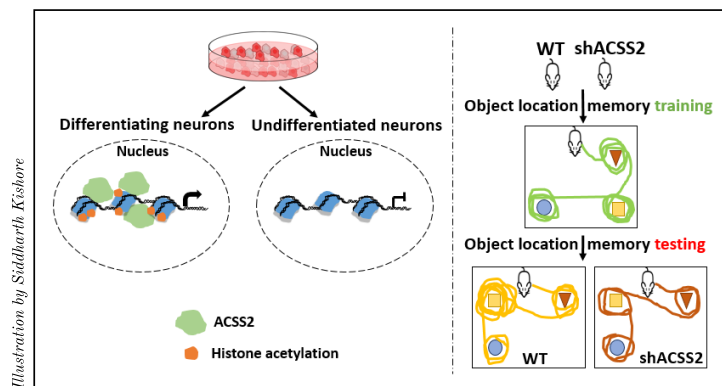 Illustration by Siddharth Kishore
Differentiating neurons
Nucleus
Undifferentiated neurons
Nucleus
ACSS2
Histone acetylation
WT shACSS2
Object location memory training
Object location memory testing
WT
shACSS2